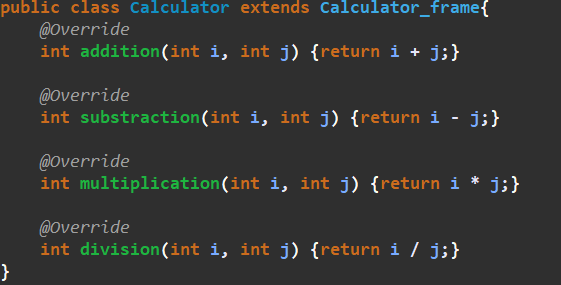 public class Calculator extends Calculator_frame{
@Override
int addition(int i, int j) {return i + j;}
@Override
int substraction(int i, int j) {return i - j;}
@Override
int multiplication(int i, int j) {return i * j;}
@Override
int division(int i, int j) {return i / j;}
}